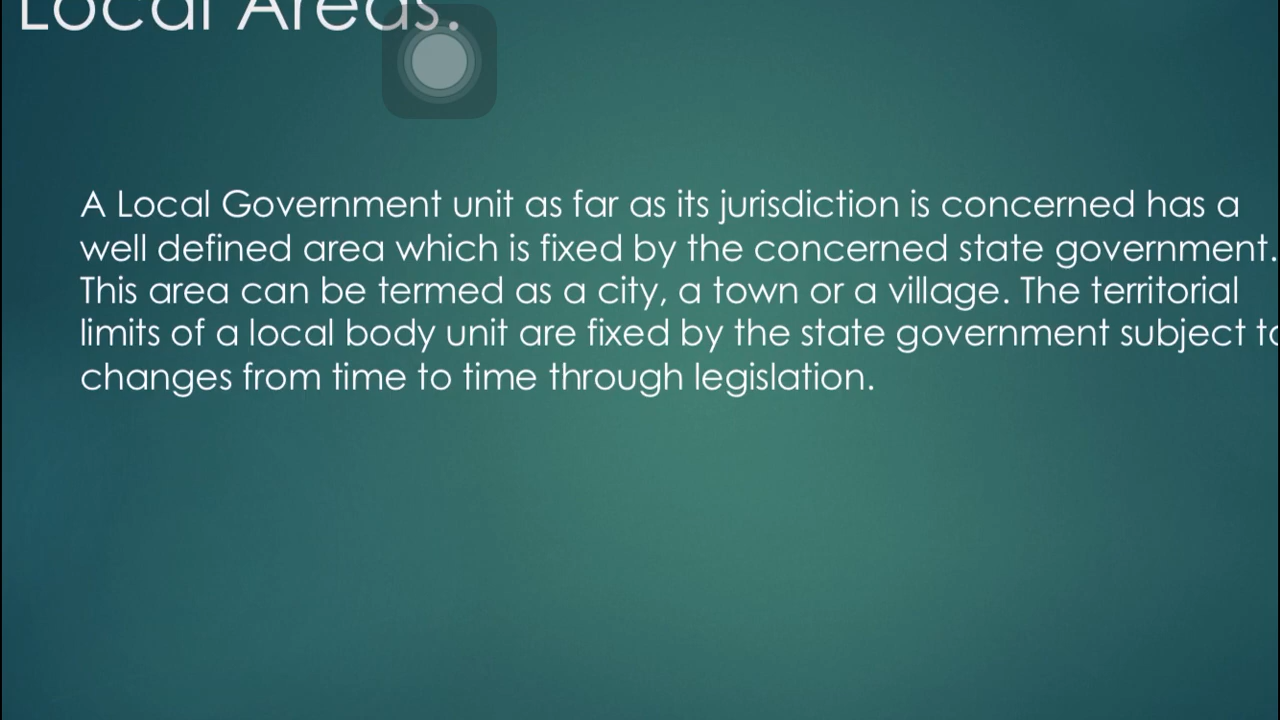 Local Areas.
A Local Government unit as far as its jurisdiction is concerned has a
well defined area which is fixed by the concerned state government.
This area can be termed as a city, a town or a village. The territorial
limits of a local body unit are fixed by the state government subject to
changes from time to time through legislation.